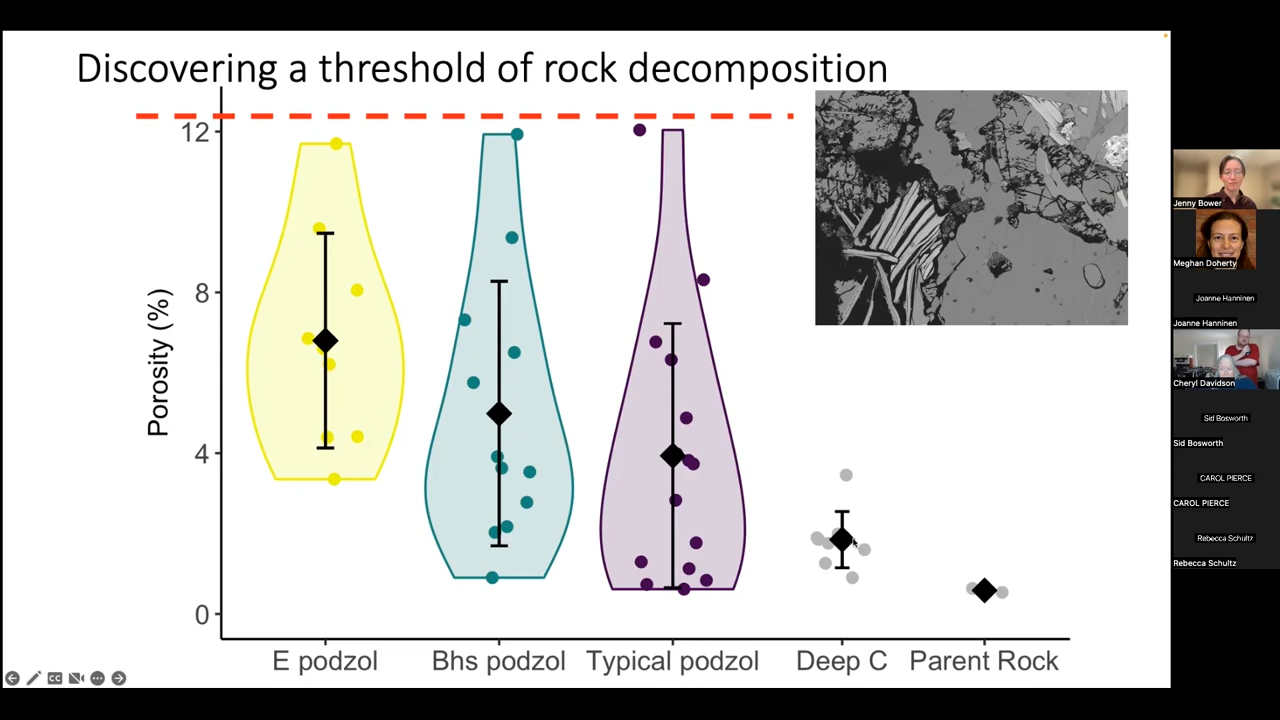 Discovering a threshold of rock decomposition
12
8
4
0
Porosity (%)
E podzol
Bhs podzol
Typical podzol
Deep C
Parent Rock
CC
Jenny Bower
Meghan Doherty
Joanne Hanninen
Joanne Hanninen
Cheryl Davidson
Sid Bosworth
Sid Bosworth
CAROL PIERCE
CAROL PIERCE
Rebecca Schultz
Rebecca Schultz